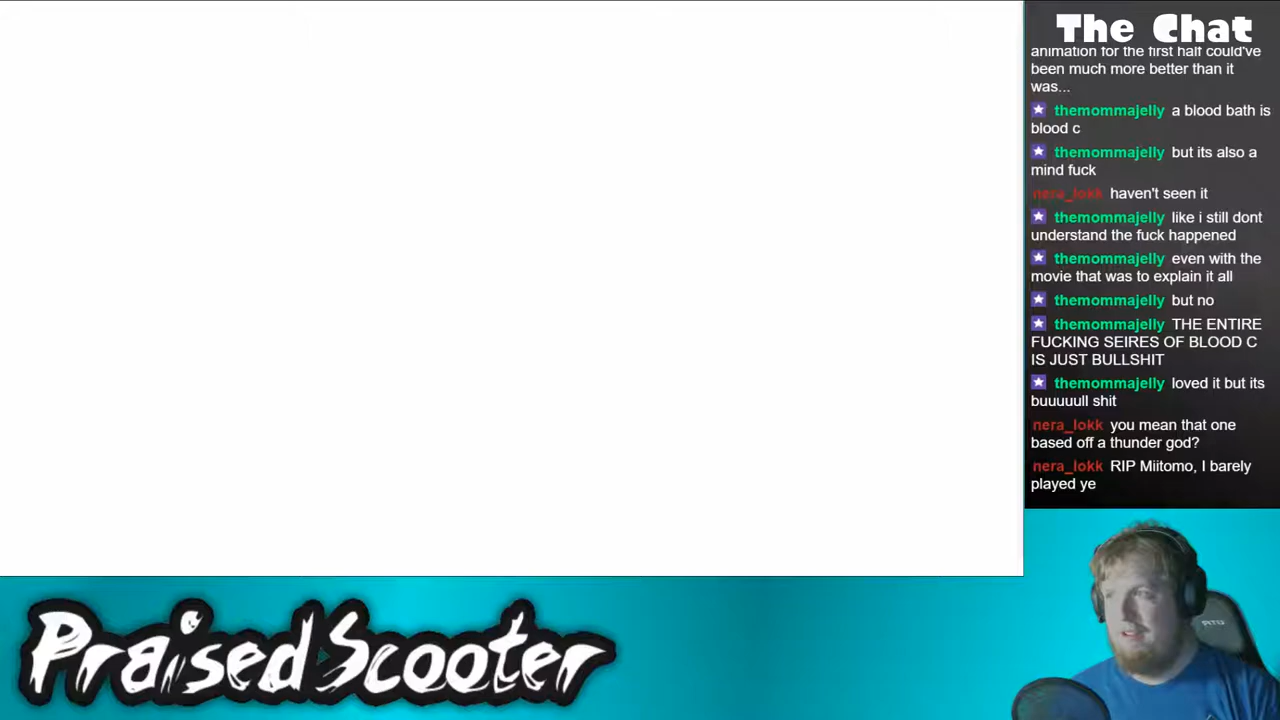 The Chat
animation for the first half could've
been much more better than it
was...
themommajelly a blood bath is
blood c
themommajelly but its also a
mind fuck
nera_lokk haven't seen it
themommajelly like i still dont
understand the fuck happened
themommajelly even with the
movie that was to explain it all
themommajelly but no
themommajelly THE ENTIRE
FUCKING SEIRES OF BLOOD C
IS JUST BULLSHIT
themommajelly loved it but its
buuuuull shit
nera_lokk you mean that one
based off a thunder god?
nera_lokk RIP Miitomo, I barely
played ye
PraisedScooter